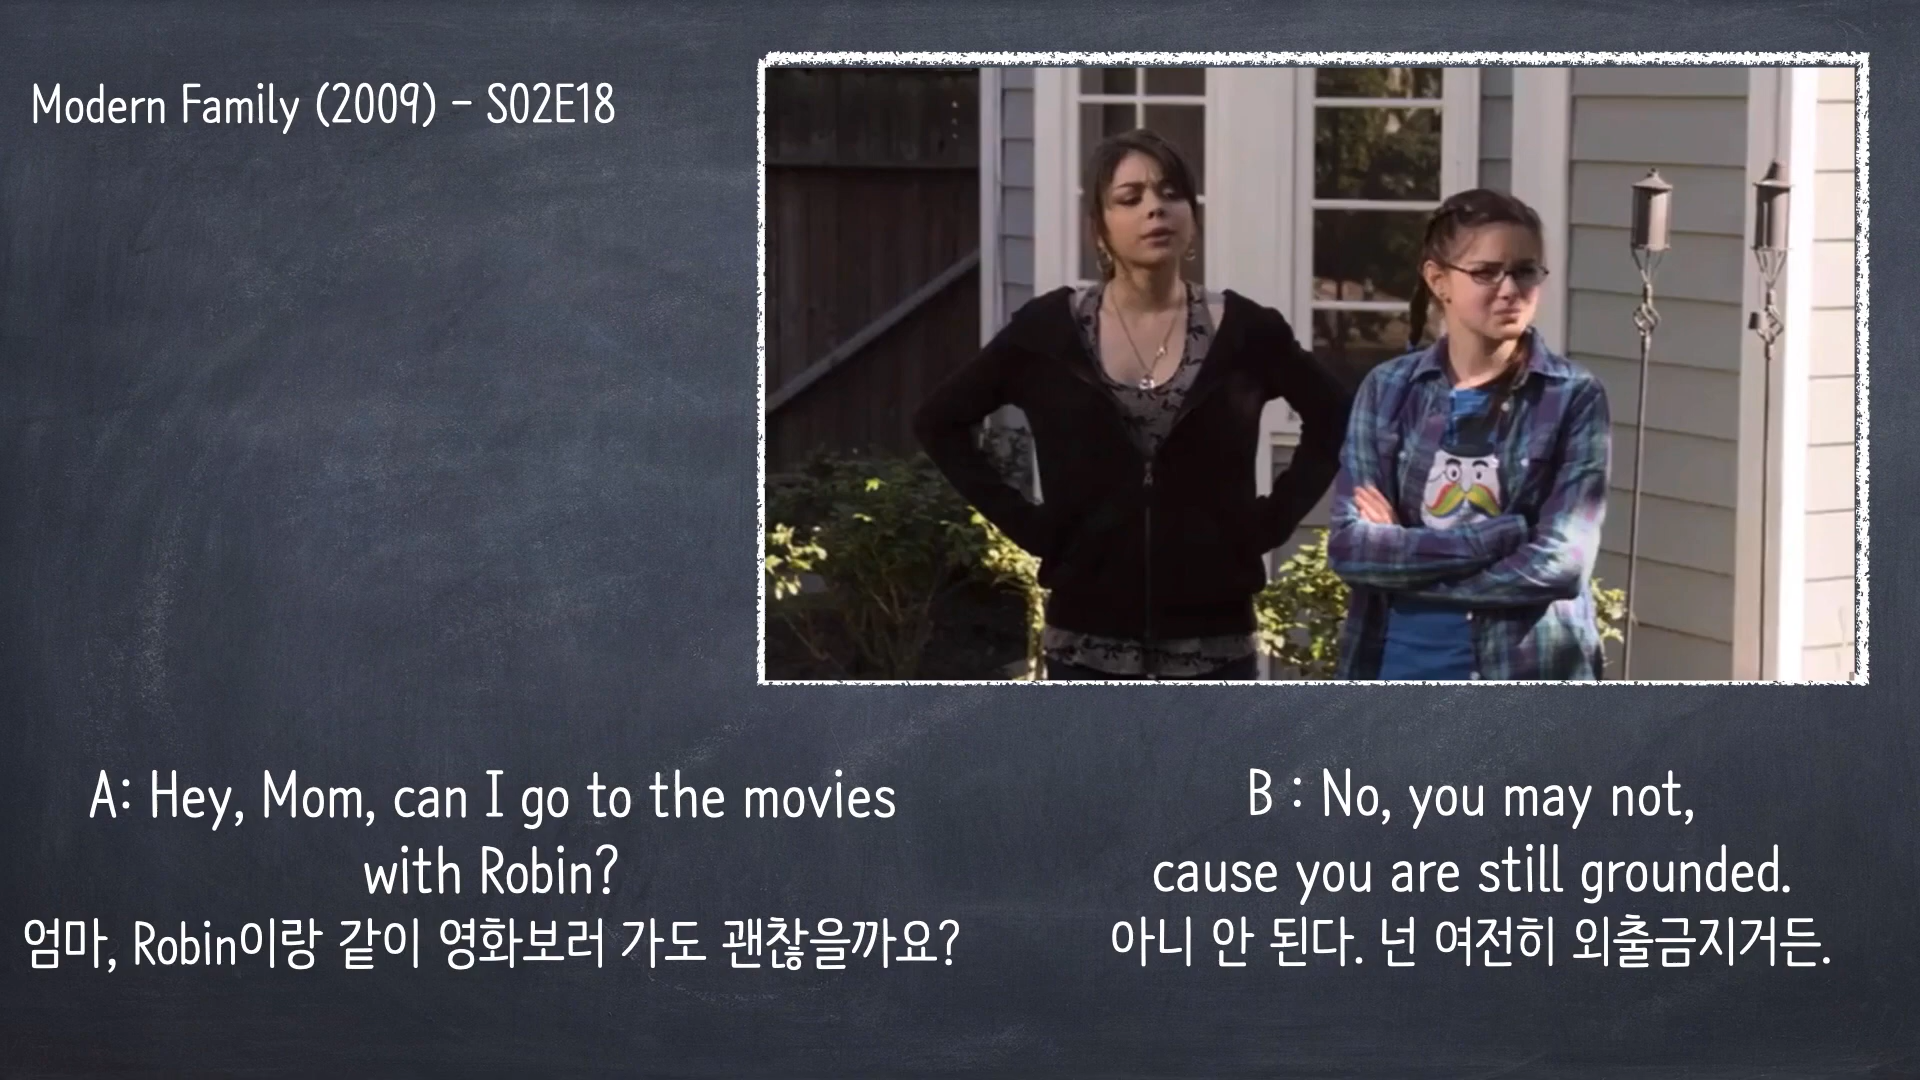 Modern Family (2009) - S02E18
A: Hey, Mom, can I go to the movies
with Robin?
엄마, Robin이랑 같이 영화보러 가도 괜찮을까요?
B : No, you may not,
cause you are still grounded.
아니 안 된다. 넌 여전히 외출금지거든.